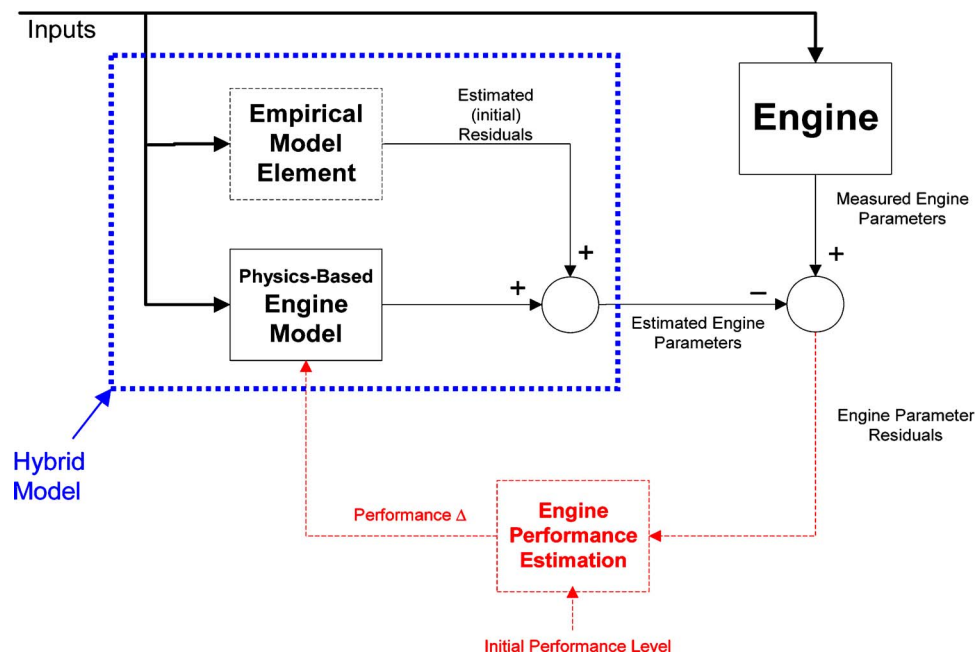 Inputs
Empirical
Model
Element
Estimated
(initial)
Residuals
Engine
Measured Engine
Parameters
+
+
Physics-Based
Engine
Model
+
−
Estimated Engine
Parameters
Engine Parameter
Residuals
Hybrid
Model
Performance Δ
Engine
Performance
Estimation
Initial Performance Level